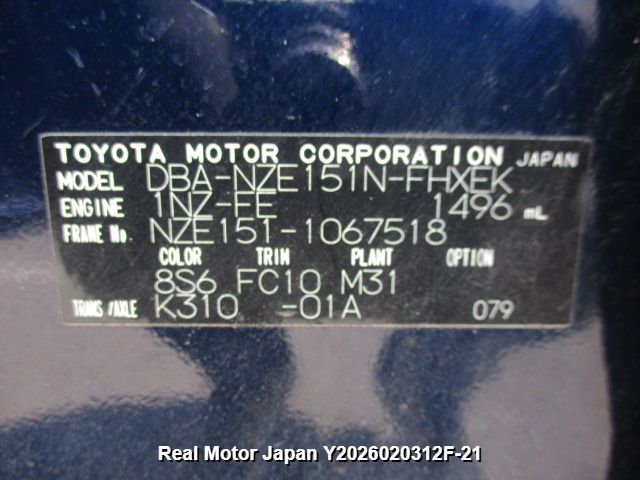 TOYOTA MOTOR CORPORATION JAPAN
MODEL DBA-NZE151N-FHXEK
ENGINE 1NZ-FE 1496 mL
FRAME No. NZE151-1067518
COLOR TRIM PLANT OPTION
8S6 FC10 M31
TRANS /AXLE K310 -01A 079
Real Motor Japan Y2026020312F-21